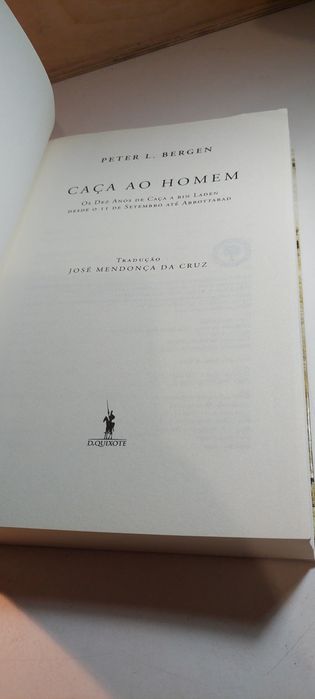 PETER L. BERGEN
CAÇA AO HOMEM
OS DEZ ANOS DE CAÇA A BIN LADEN
DESDE O 11 DE SETEMBRO ATÉ ABBOTTABAD
TRADUÇÃO
JOSÉ MENDONÇA DA CRUZ
D.QUIXOTE